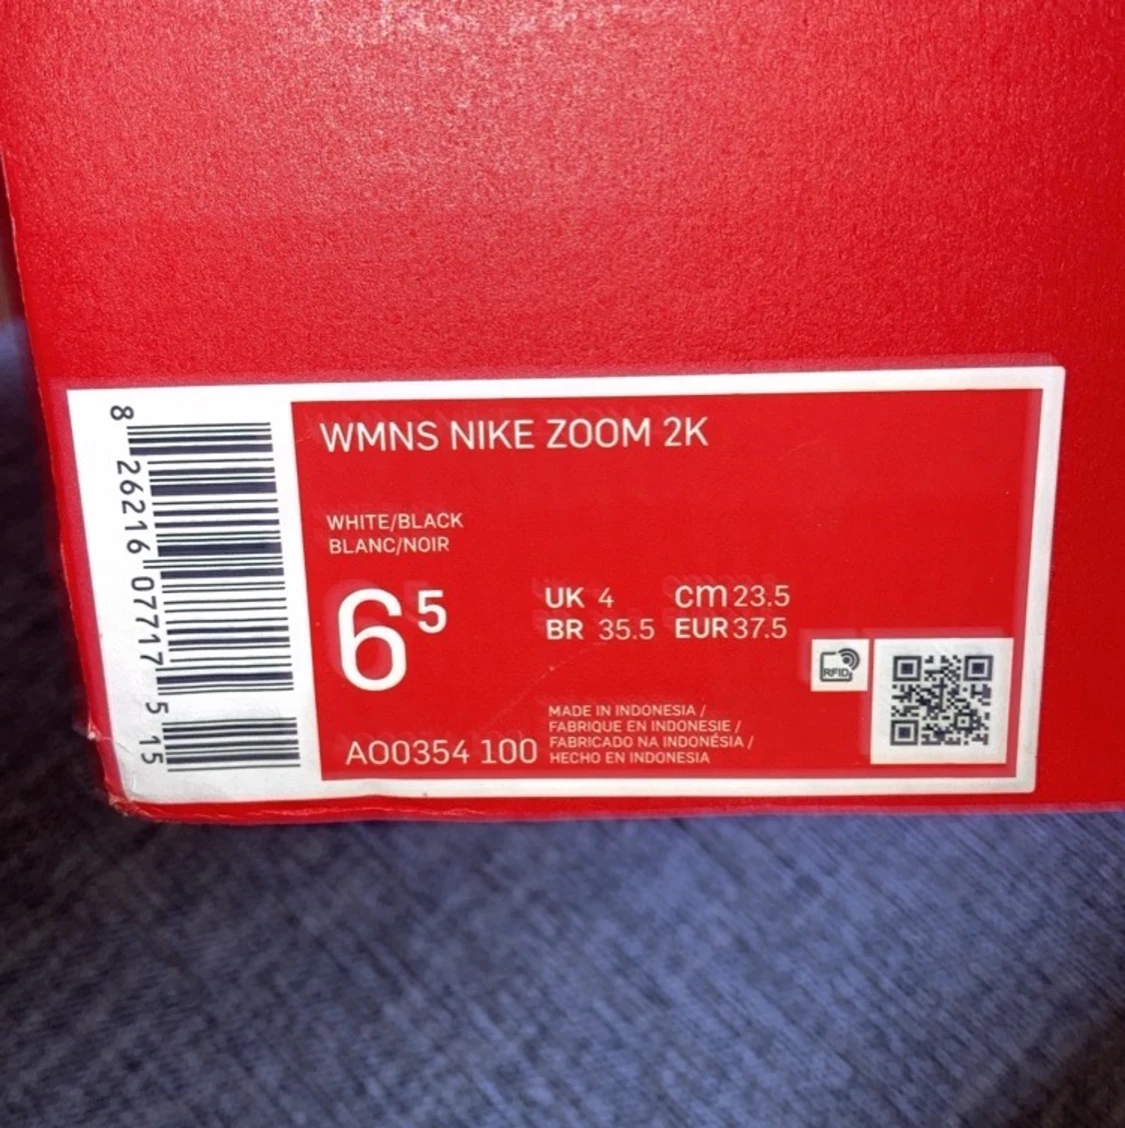 WMNS NIKE ZOOM 2K
WHITE/BLACK
BLANC/NOIR
6 5
UK 4 cm 23.5
BR 35.5 EUR 37.5
RFID
MADE IN INDONESIA /
FABRIQUE EN INDONESIE /
FABRICADO NA INDONÉSIA /
HECHO EN INDONESIA
AO0354 100
8 26216 07717 5 15